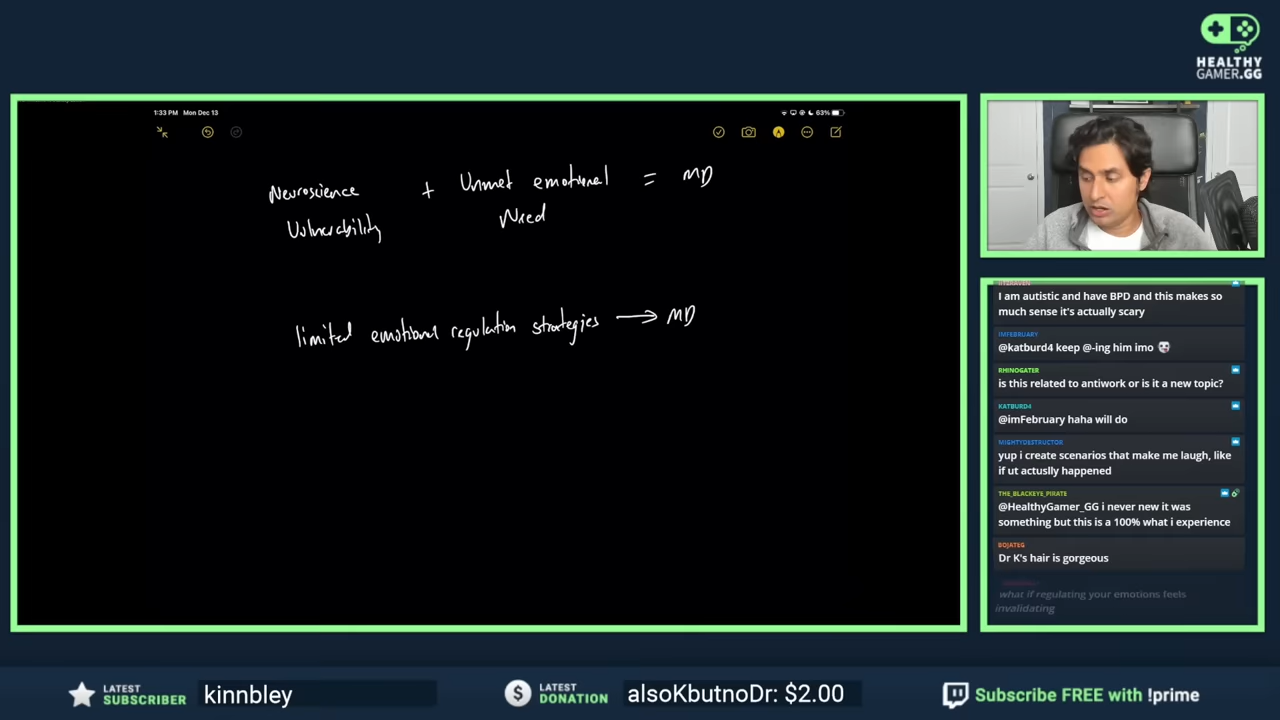 HEALTHY
GAMER.GG
1:33 PM Mon Dec 13
63%
Neuroscience + Unmet emotional = MD
Vulnerability Need
limited emotional regulation strategies → MD
I am autistic and have BPD and this makes so
much sense it's actually scary
IMFEBRUARY
@katburd4 keep @-ing him imo
RHINOGATER
is this related to antiwork or is it a new topic?
KATBURD4
@imFebruary haha will do
MIGHTYDESTRUCTOR
yup i create scenarios that make me laugh, like
if ut actuslly happened
THE_BLACKEYE_PIRATE
@HealthyGamer_GG i never new it was
something but this is a 100% what i experience
BOJATEG
Dr K's hair is gorgeous
what if regulating your emotions feels
invalidating
LATEST
SUBSCRIBER
kinnbley
LATEST
DONATION
alsoKbutnoDr: $2.00
Subscribe FREE with !prime